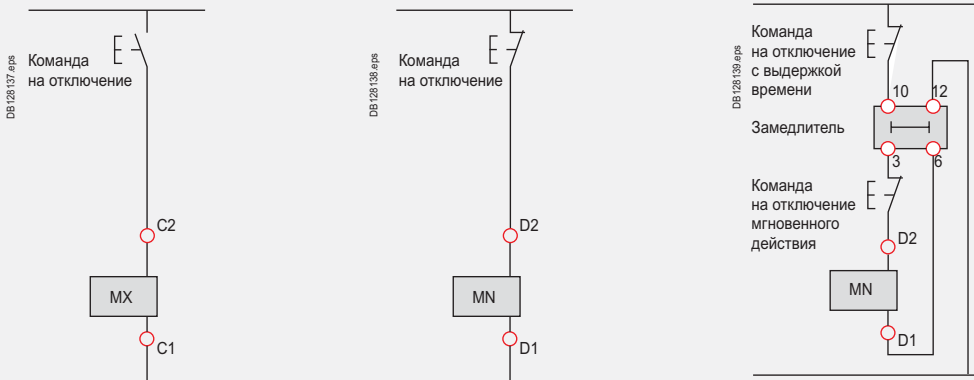 DB128137.eps
Команда
на отключение
C2
MX
C1
DB128138.eps
Команда
на отключение
D2
MN
D1
DB128139.eps
Команда
на отключение
с выдержкой
времени
10
12
Замедлитель
3
6
Команда
на отключение
мгновенного
действия
D2
MN
D1